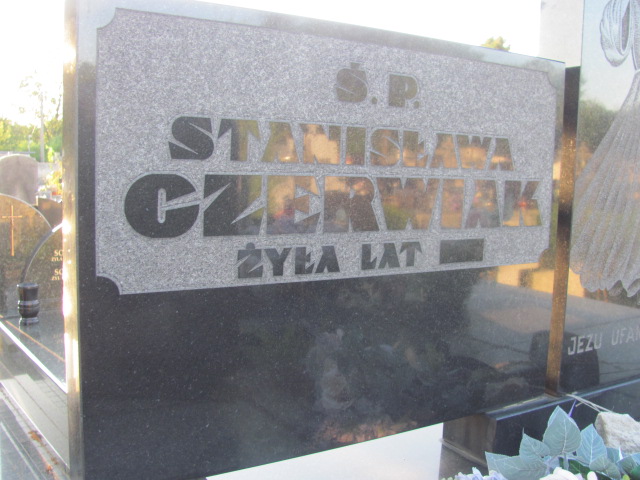 Ś. P.
STANISŁAWA
CZERWIAK
ŻYŁA LAT
JEZU UFA